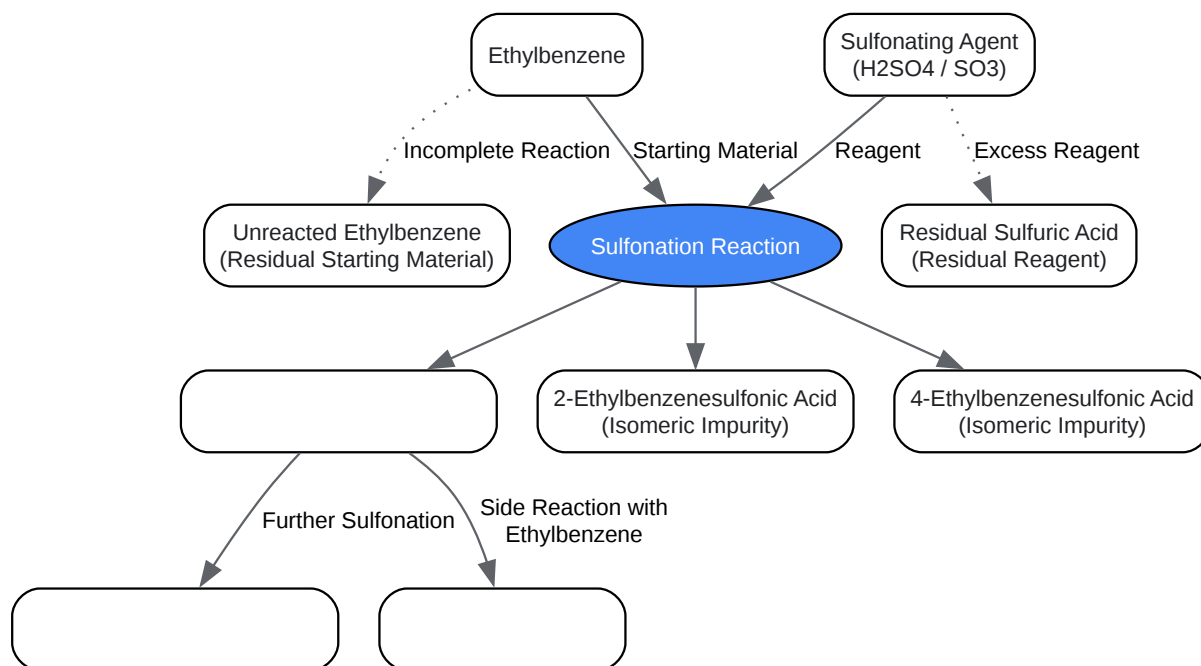 Ethylbenzene
Sulfonating Agent
(H2SO4 / SO3)
Incomplete Reaction
Starting Material
Reagent
Excess Reagent
Unreacted Ethylbenzene
(Residual Starting Material)
Sulfonation Reaction
Residual Sulfuric Acid
(Residual Reagent)
2-Ethylbenzenesulfonic Acid
(Isomeric Impurity)
4-Ethylbenzenesulfonic Acid
(Isomeric Impurity)
Further Sulfonation
Side Reaction with
Ethylbenzene